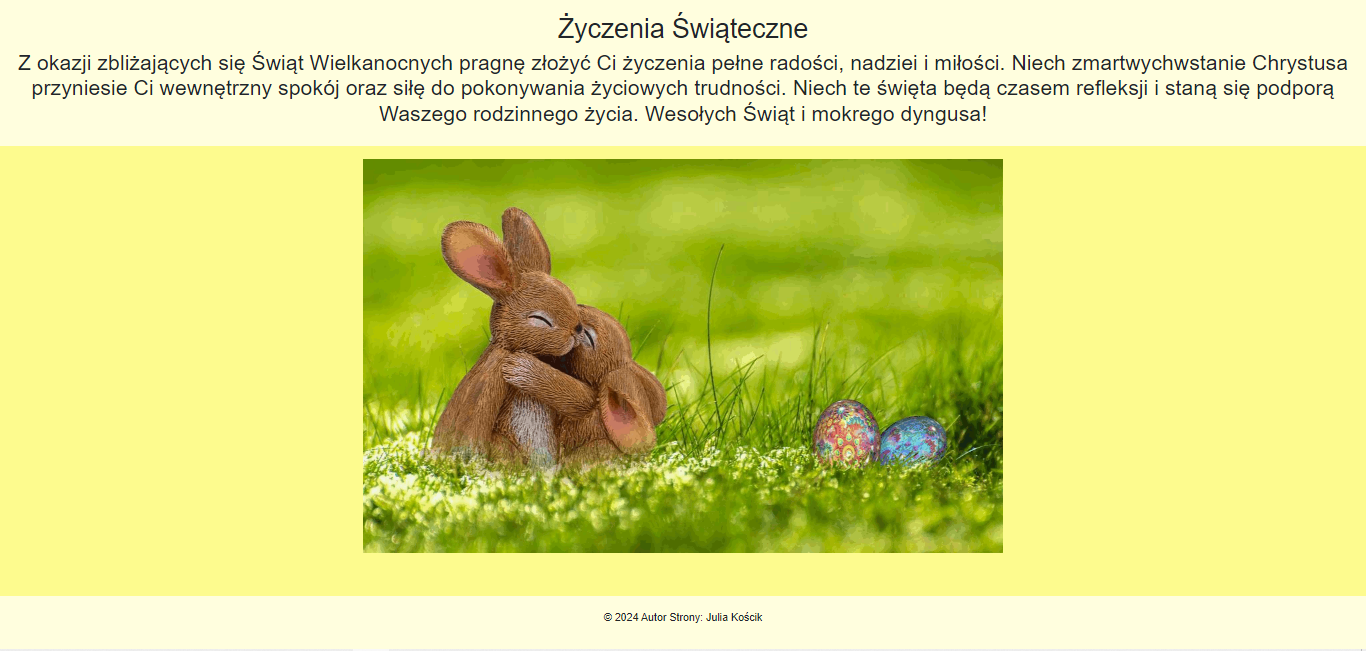 Życzenia Świąteczne
Z okazji zbliżających się Świąt Wielkanocnych pragnę złożyć Ci życzenia pełne radości, nadziei i miłości. Niech zmartwychwstanie Chrystusa
przyniesie Ci wewnętrzny spokój oraz siłę do pokonywania życiowych trudności. Niech te święta będą czasem refleksji i staną się podporą
Waszego rodzinnego życia. Wesołych Świąt i mokrego dyngusa!
© 2024 Autor Strony: Julia Kościk